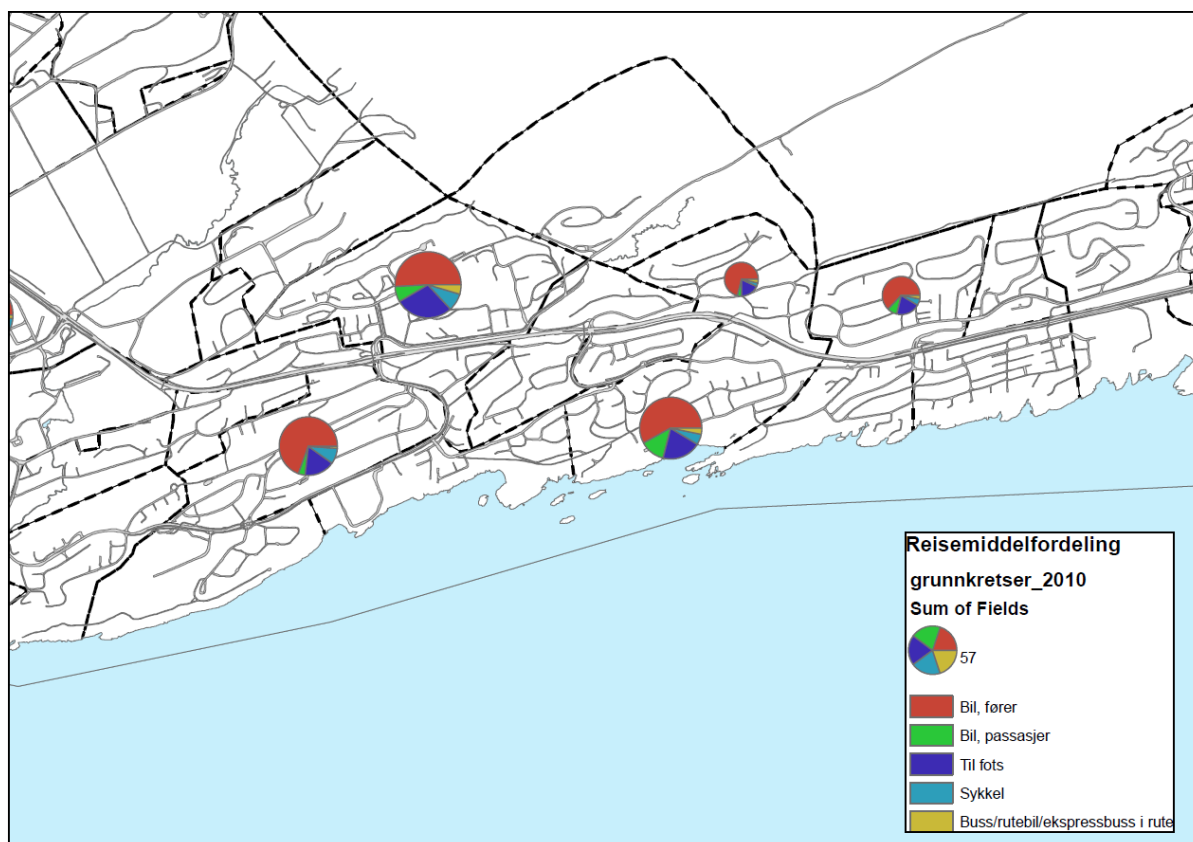 Reisemiddelfordeling
grunnkretser_2010
Sum of Fields
57
Bil, fører
Bil, passasjer
Til fots
Sykkel
Buss/rutebil/ekspressbuss i rute